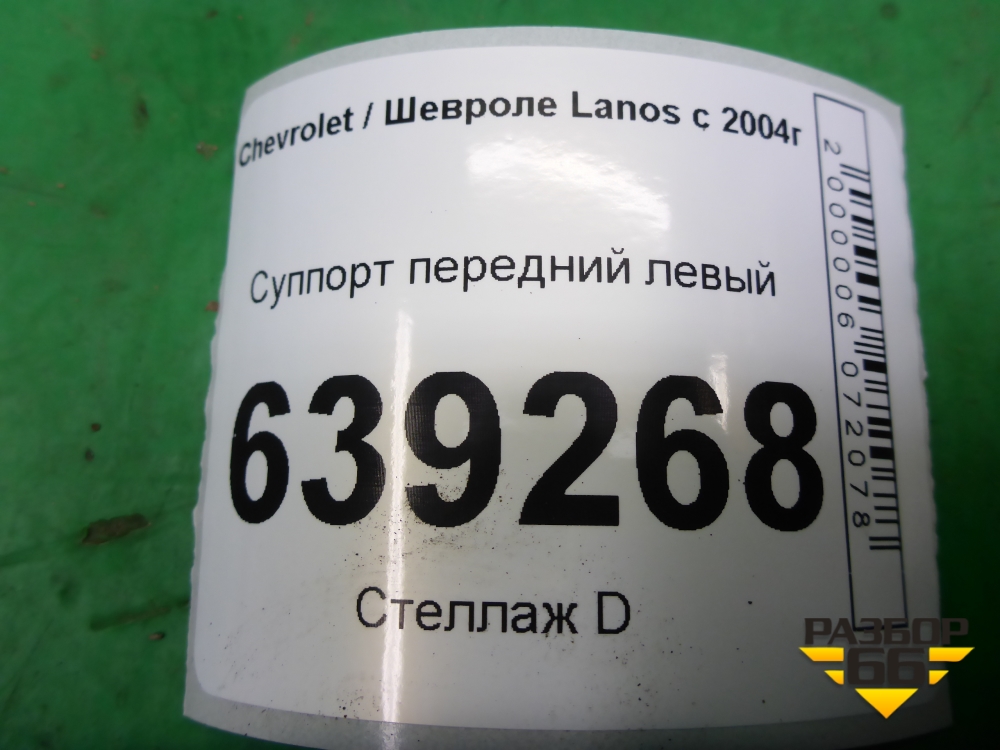 Chevrolet / Шевроле Lanos с 2004г
Суппорт передний левый
639268
Стеллаж D
2000006072078
РАЗБОР
66